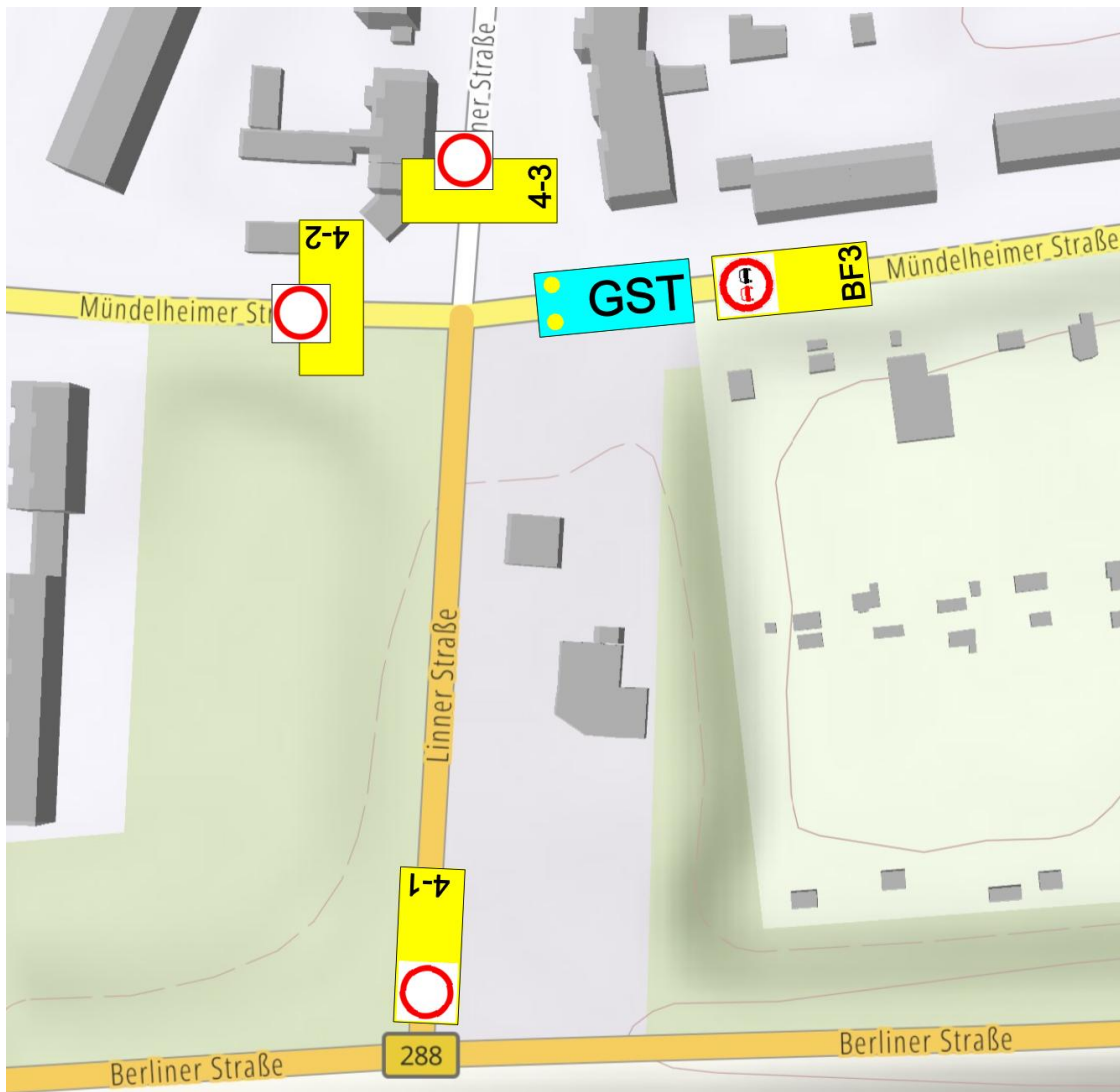 ner Straße
4-3
4-2
Mündelheimer Str
GST
BF3
Mündelheimer Straße
Linner Straße
4-1
288
Berliner Straße
Berliner Straße